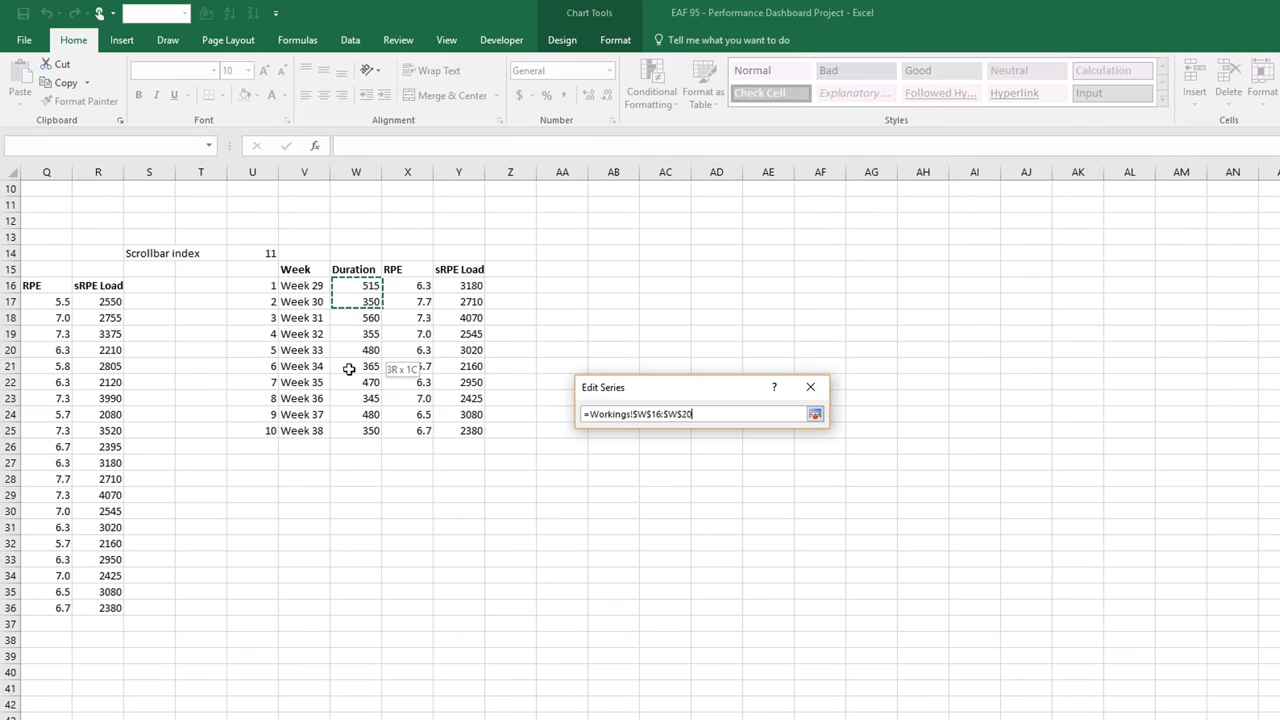 Chart Tools
EAF 95 - Performance Dashboard Project - Excel
File Home Insert Draw Page Layout Formulas Data Review View Developer Design Format Tell me what you want to do
Paste
Cut
Copy
Format Painter
Clipboard
10
B I U
Font
Wrap Text
Merge & Center
Alignment
General
$ % ,
Number
Conditional Formatting
Format as Table
Normal Bad Good Neutral Calculation
Check Cell Explanatory ... Followed Hy... Hyperlink Input
Styles
Insert Delete Format
Cells
fx
Q R S T U V W X Y Z AA AB AC AD AE AF AG AH AI AJ AK AL AM AN
10
11
12
13
14 Scrollbar index 11
15 Week Duration RPE sRPE Load
16 RPE sRPE Load 1 Week 29 515 6.3 3180
17 5.5 2550 2 Week 30 350 7.7 2710
18 7.0 2755 3 Week 31 560 7.3 4070
19 7.3 3375 4 Week 32 355 7.0 2545
20 6.3 2210 5 Week 33 480 6.3 3020
21 5.8 2805 6 Week 34 365 3R x 1C 5.7 2160
22 6.3 2120 7 Week 35 470 6.3 2950
23 7.3 3990 8 Week 36 345 7.0 2425
24 5.7 2080 9 Week 37 480 6.5 3080
25 7.3 3520 10 Week 38 350 6.7 2380
26 6.7 2395
27 6.3 3180
28 7.7 2710
29 7.3 4070
30 7.0 2545
31 6.3 3020
32 5.7 2160
33 6.3 2950
34 7.0 2425
35 6.5 3080
36 6.7 2380
37
38
39
40
41
Edit Series ?
=Workings!$W$16:$W$20